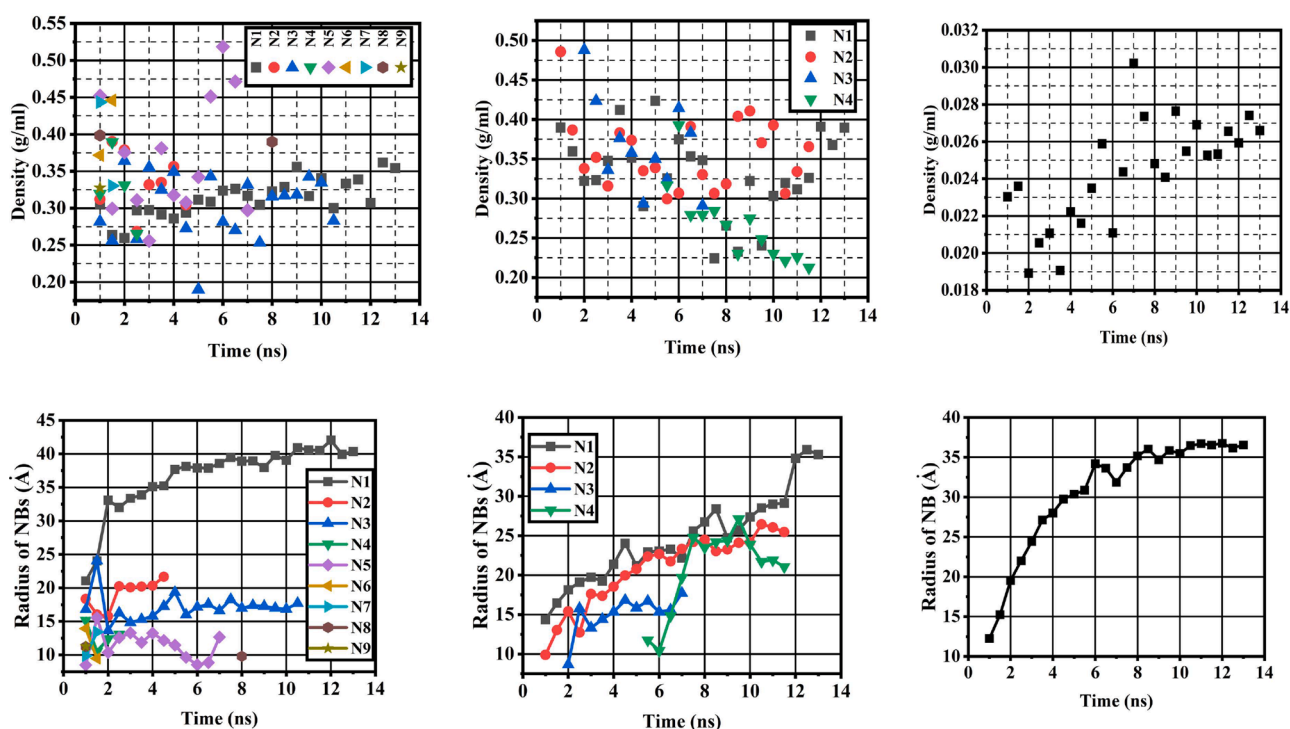 0.55
0.50
0.45
0.40
0.35
0.30
0.25
0.20
Density (g/ml)
N1 N2 N3 N4 N5 N6 N7 N8 N9
0 2 4 6 8 10 12 14
Time (ns)
0.50
0.45
0.40
0.35
0.30
0.25
0.20
Density (g/ml)
N1
N2
N3
N4
0 2 4 6 8 10 12 14
Time (ns)
0.032
0.030
0.028
0.026
0.024
0.022
0.020
0.018
Density (g/ml)
0 2 4 6 8 10 12 14
Time (ns)
45
40
35
30
25
20
15
10
Radius of NBs (Å)
N1
N2
N3
N4
N5
N6
N7
N8
N9
0 2 4 6 8 10 12 14
Time (ns)
40
35
30
25
20
15
10
Radius of NBs (Å)
N1
N2
N3
N4
0 2 4 6 8 10 12 14
Time (ns)
40
35
30
25
20
15
10
Radius of NB (Å)
0 2 4 6 8 10 12 14
Time (ns)